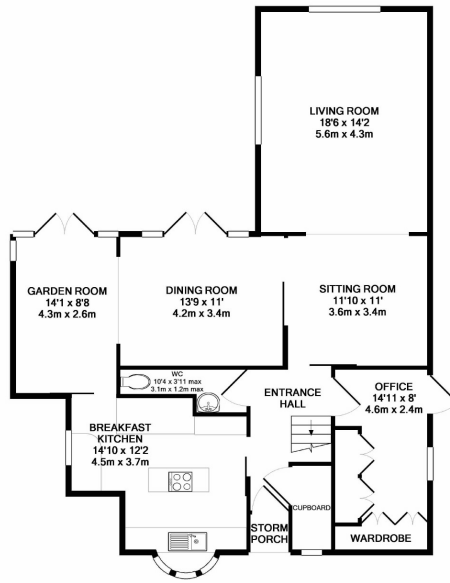 LIVING ROOM
18'6 x 14'2
5.6m x 4.3m
GARDEN ROOM
14'1 x 8'8
4.3m x 2.6m
DINING ROOM
13'9 x 11'
4.2m x 3.4m
SITTING ROOM
11'10 x 11'
3.6m x 3.4m
WC
10'4 x 3'11 max
3.1m x 1.2m max
ENTRANCE
HALL
OFFICE
14'11 x 8'
4.6m x 2.4m
BREAKFAST
KITCHEN
14'10 x 12'2
4.5m x 3.7m
CUPBOARD
STORM
PORCH
WARDROBE